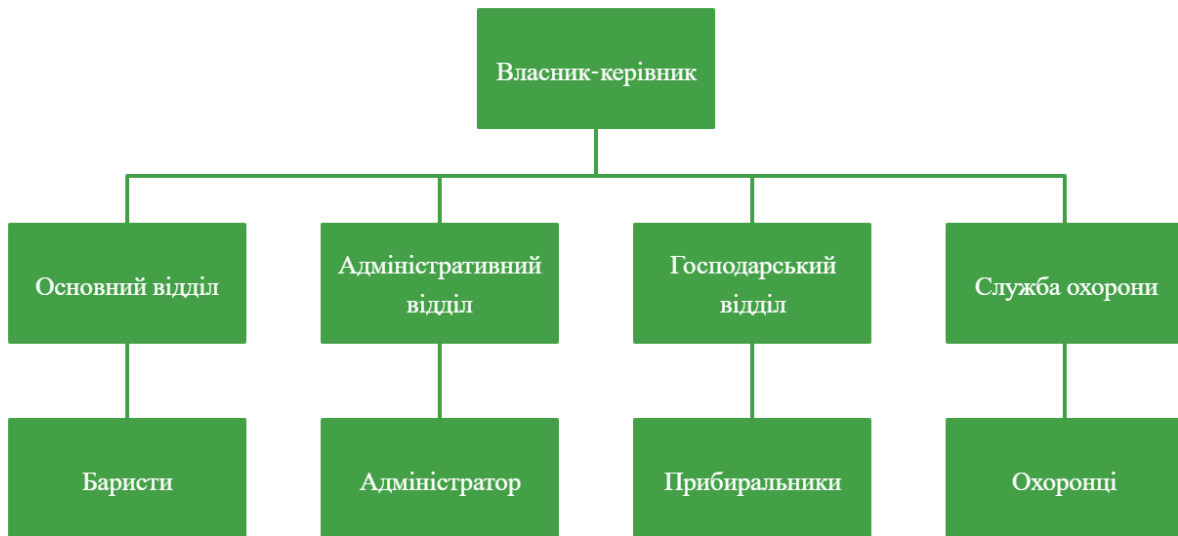 Власник-керівник
Основний відділ
Адміністративний
відділ
Господарський
відділ
Служба охорони
Баристи
Адміністратор
Прибиральники
Охоронці